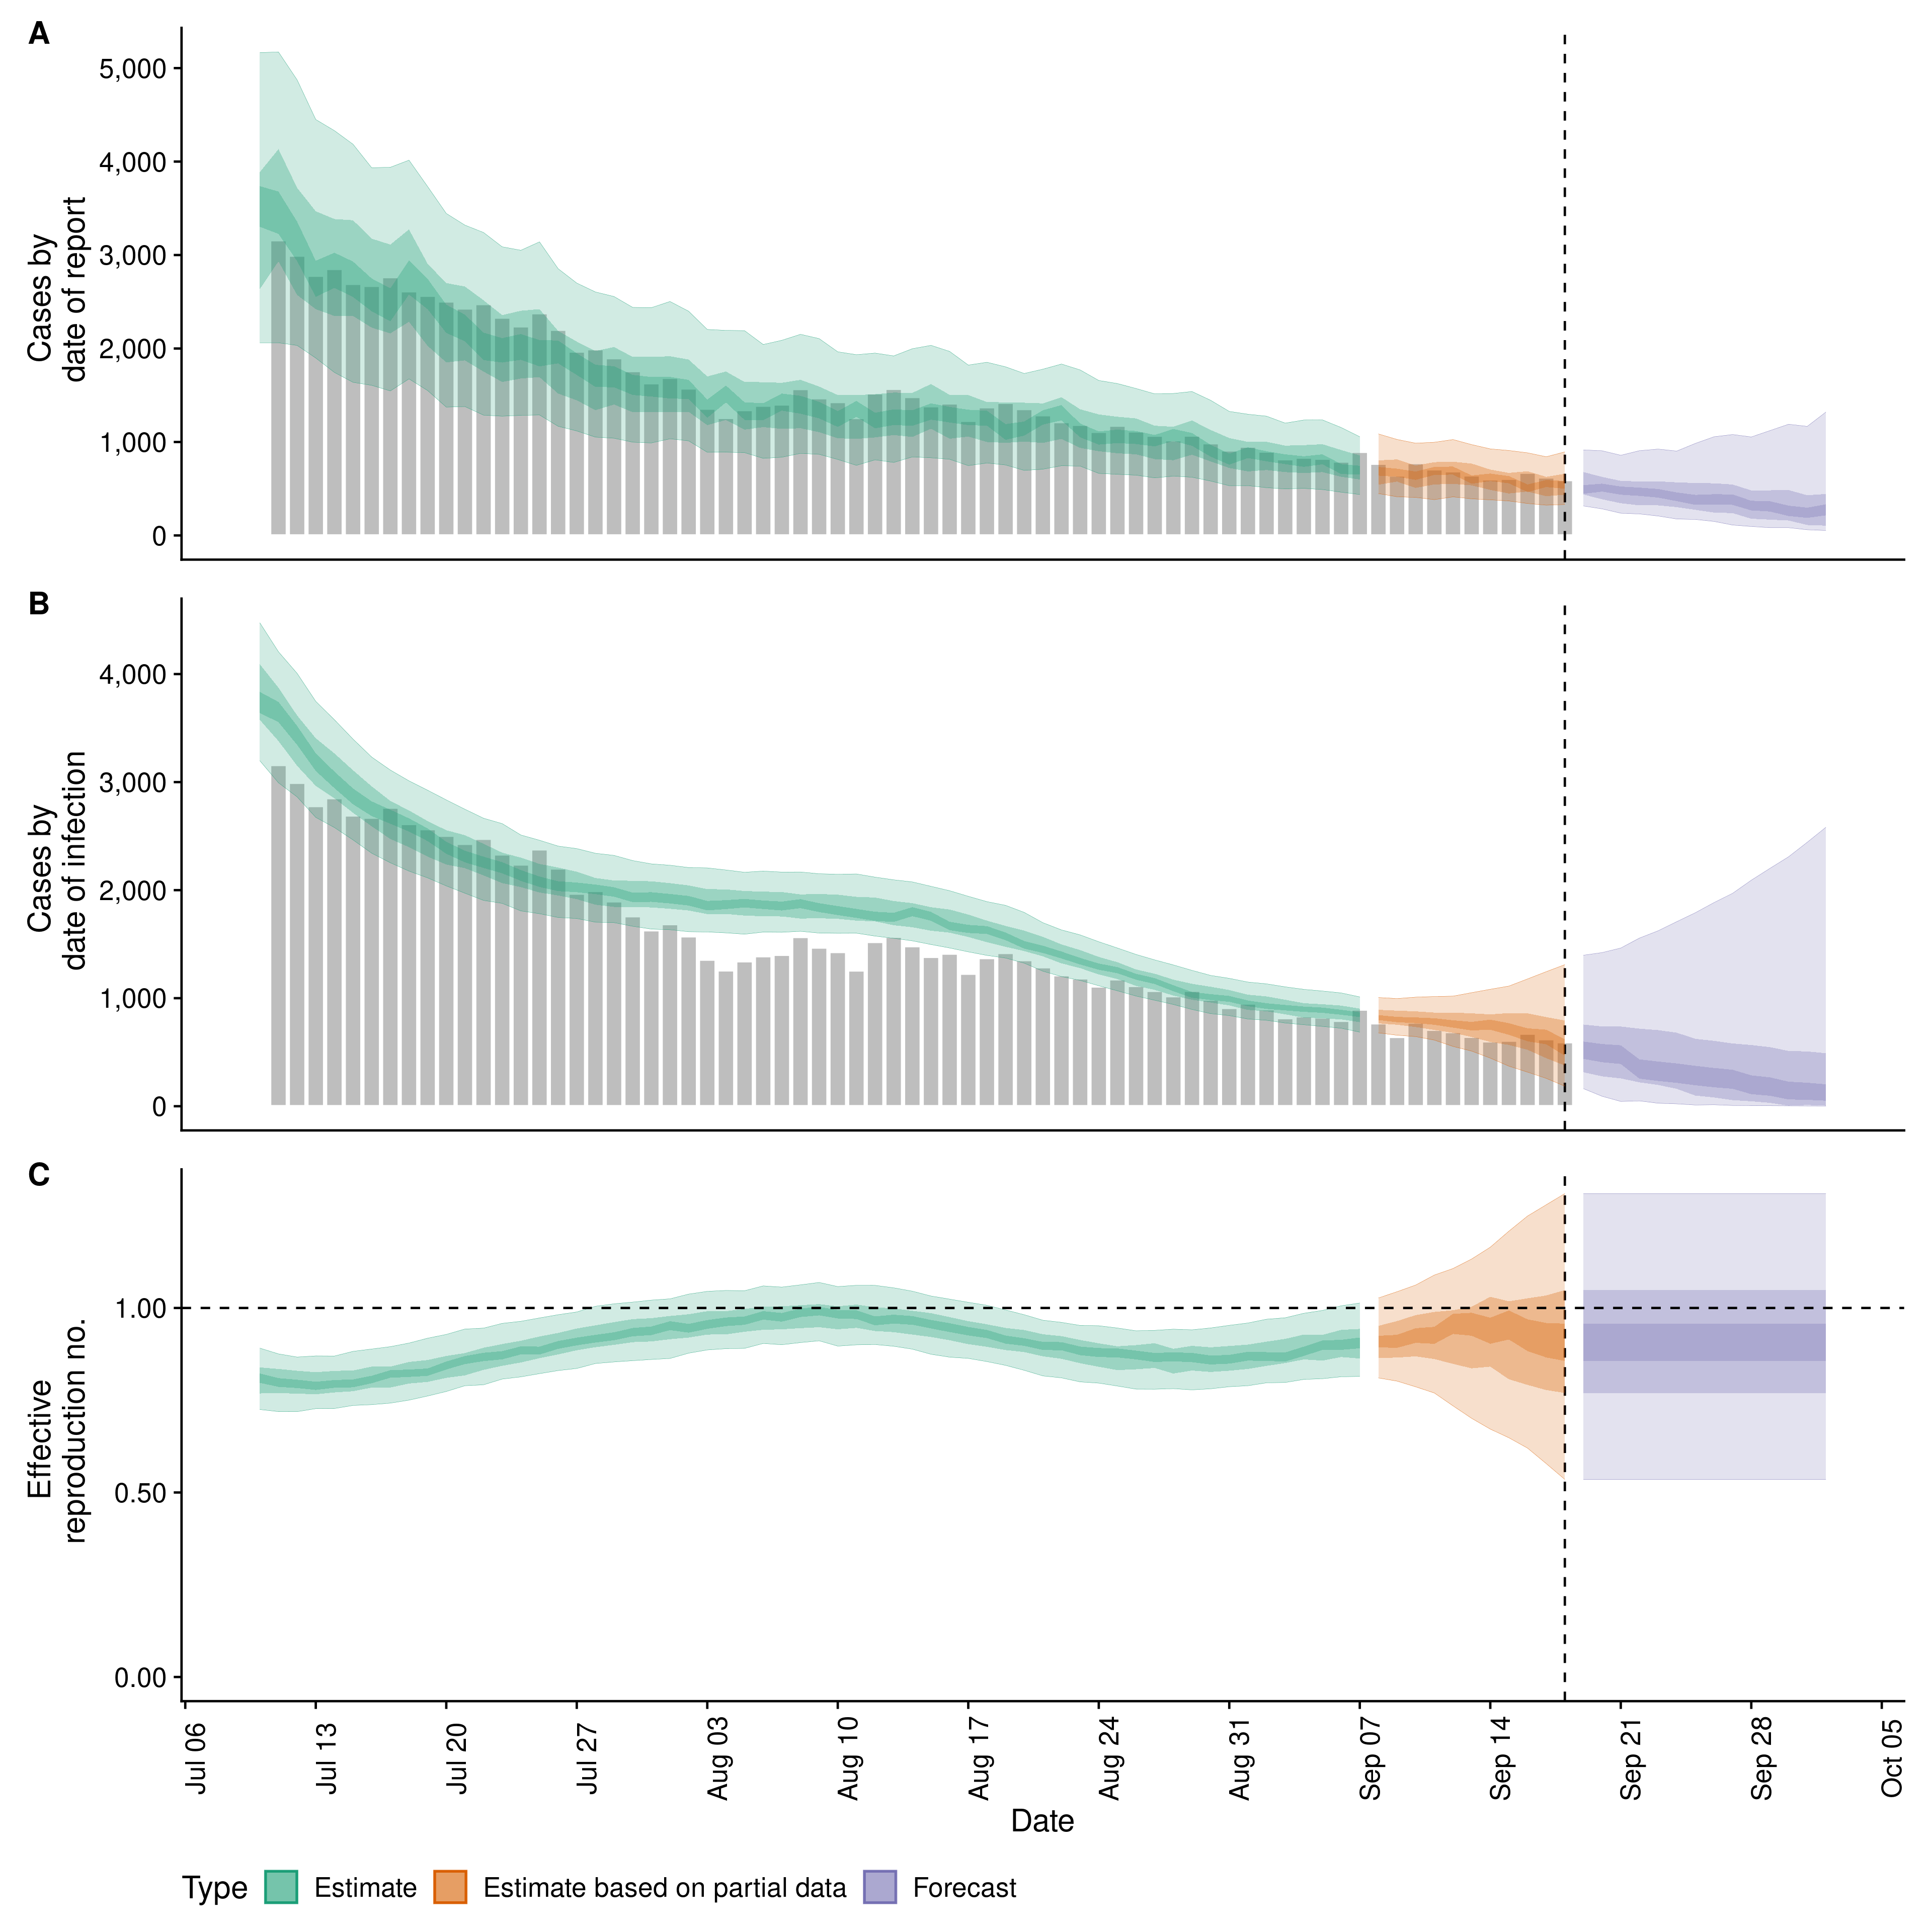 A
Cases by
date of report
5,000
4,000
3,000
2,000
1,000
0
B
Cases by
date of infection
4,000
3,000
2,000
1,000
0
C
Effective
reproduction no.
1.00
0.50
0.00
Jul 06
Jul 13
Jul 20
Jul 27
Aug 03
Aug 10
Aug 17
Aug 24
Aug 31
Sep 07
Sep 14
Sep 21
Sep 28
Oct 05
Date
Type Estimate Estimate based on partial data Forecast